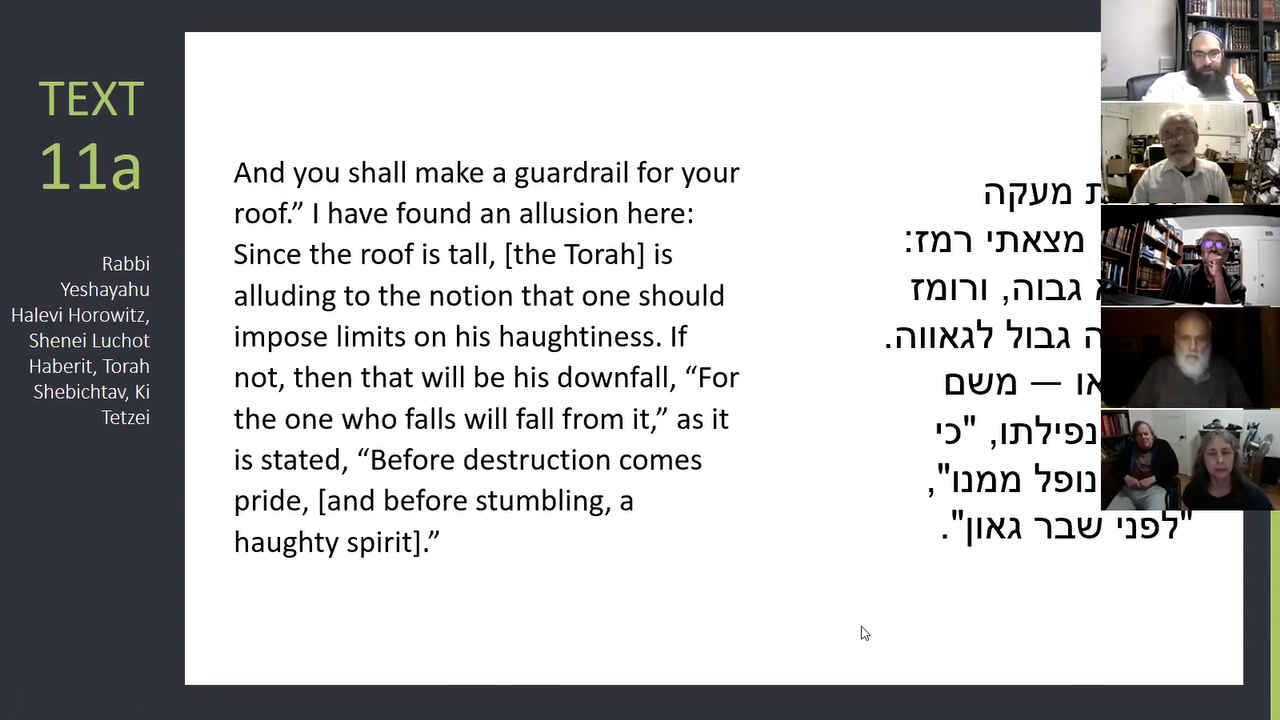 TEXT
11a
Rabbi
Yeshayahu
Halevi Horowitz,
Shenei Luchot
Haberit, Torah
Shebichtav, Ki
Tetzei
And you shall make a guardrail for your
roof.” I have found an allusion here:
Since the roof is tall, [the Torah] is
alluding to the notion that one should
impose limits on his haughtiness. If
not, then that will be his downfall, “For
the one who falls will fall from it,” as it
is stated, “Before destruction comes
pride, [and before stumbling, a
haughty spirit].”
מעקה
מצאתי רמז:
גבוה, ורומז
גבול לגאווה.
— משם
נפילתו, "כי
נופל ממנו",
"לפני שבר גאון".